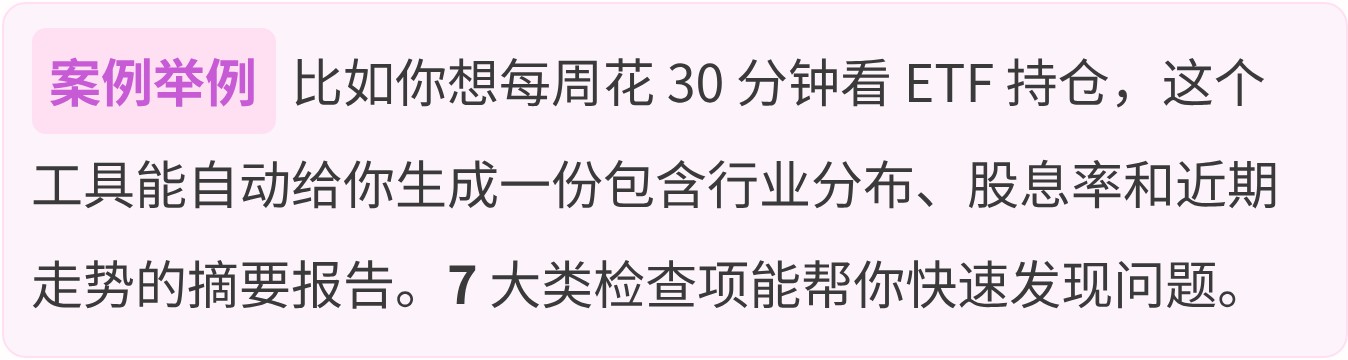 案例举例 比如你想每周花 30 分钟看 ETF 持仓，这个
工具能自动给你生成一份包含行业分布、股息率和近期
走势的摘要报告。7 大类检查项能帮你快速发现问题。